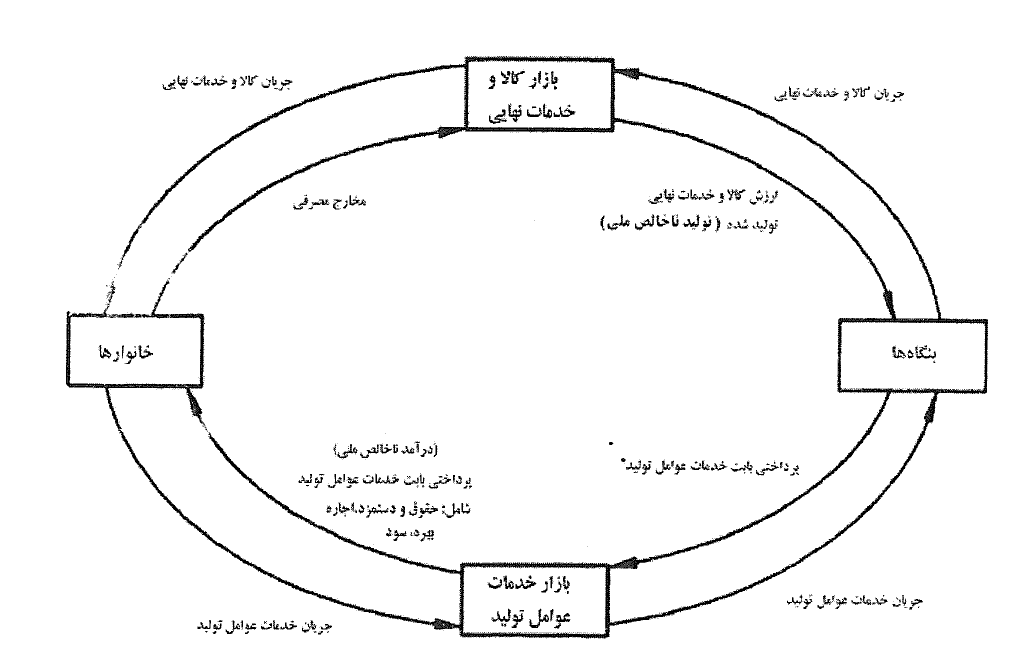 بازار کالا و
خدمات نهایی
جریان کالا و خدمات نهایی
جریان کالا و خدمات نهایی
مخارج مصرفی
ارزش کالا و خدمات نهایی
تولید شده (تولید ناخالص ملی)
خانوارها
بنگاه‌ها
(درآمد ناخالص ملی)
پرداختی بابت خدمات عوامل تولید
شامل: حقوق و دستمزد، اجاره
بهره، سود
پرداختی بابت خدمات عوامل تولید
بازار خدمات
عوامل تولید
جریان خدمات عوامل تولید
جریان خدمات عوامل تولید